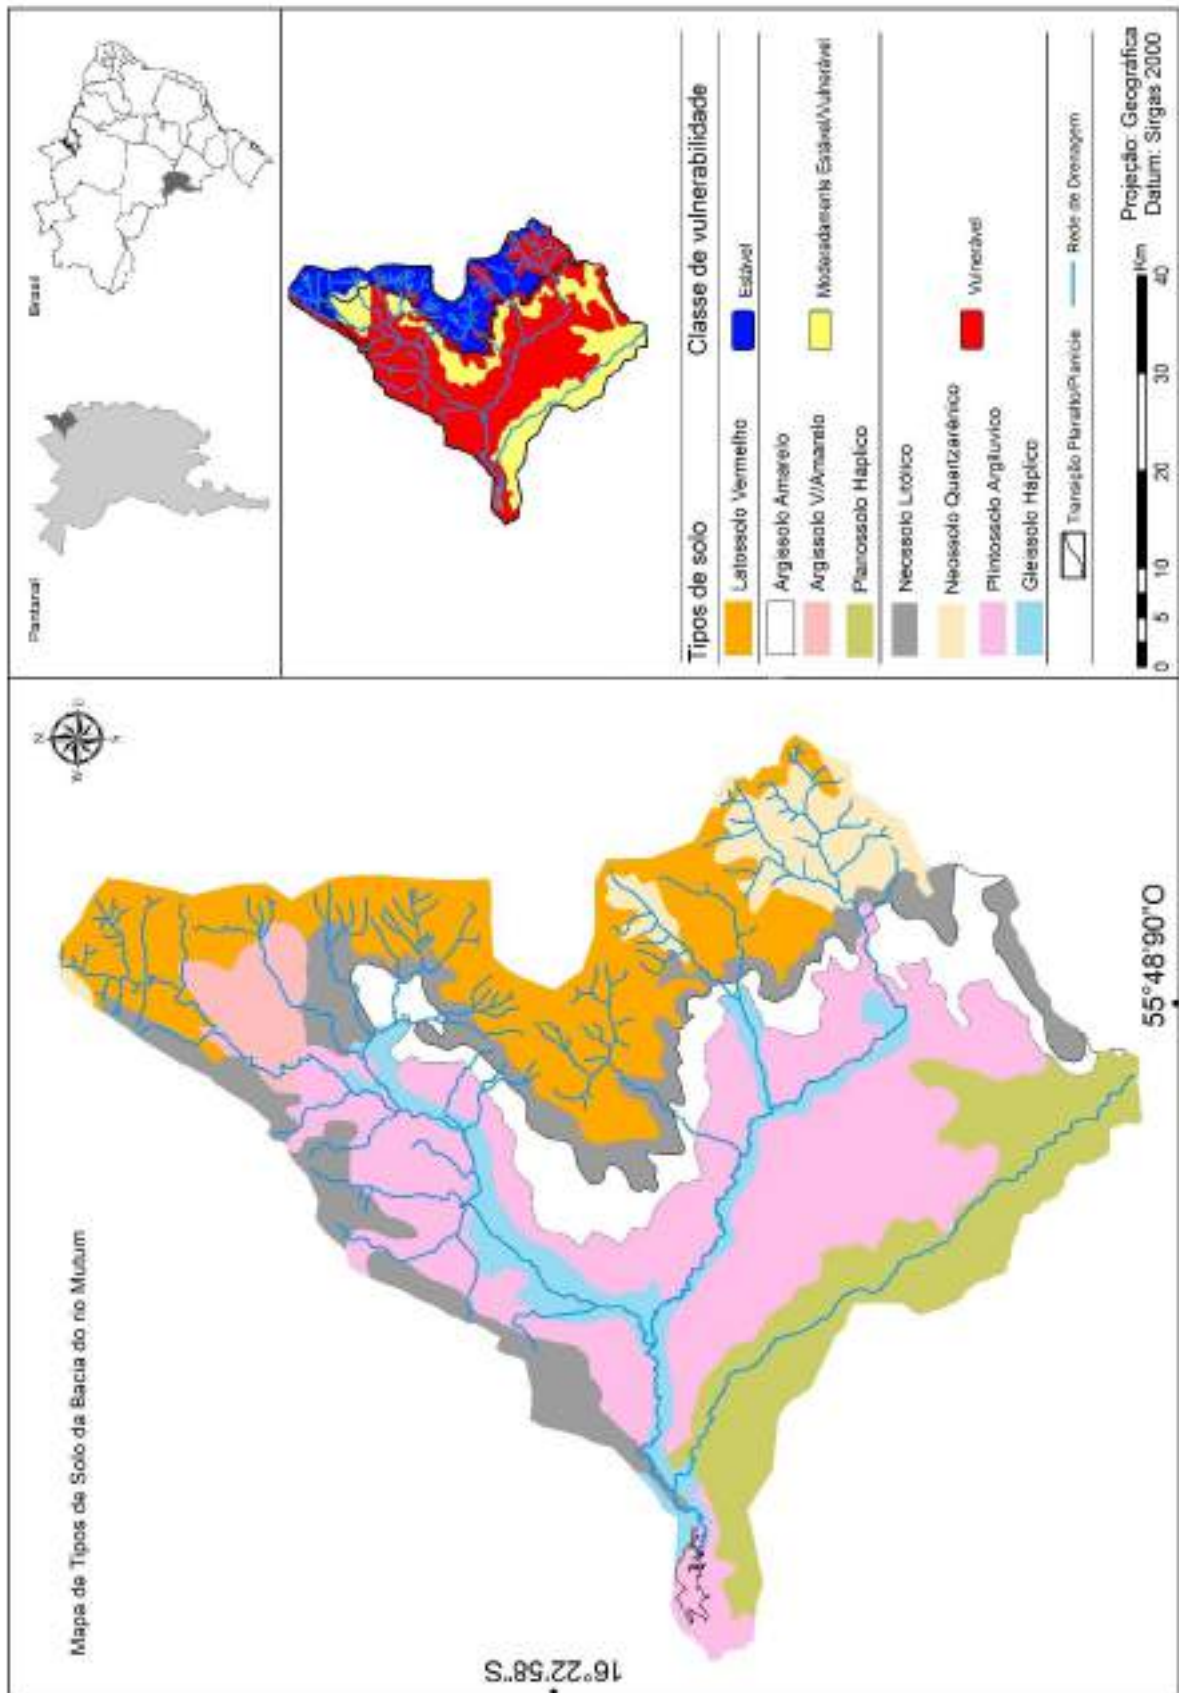 Mapa de Tipos de Solo da Bacia do rio Mutum
N
W
16°22'58"S
55°48'90"O
Pantanal
Brasil
Tipos de solo
Classe de vulnerabilidade
Latossolo Vermelho
Estável
Argissolo Amarelo
Argissolo V/Amarelo
Moderadamente Estável/Vulnerável
Planossolo Háplico
Neossolo Litólico
Neossolo Quartzarênico
Vulnerável
Plintossolo Argilúvico
Gleissolo Háplico
Transição Planalto/Planície
Rede de Drenagem
0 5 10 20 30 40
Km
Projeção: Geográfica
Datum: Sirgas 2000